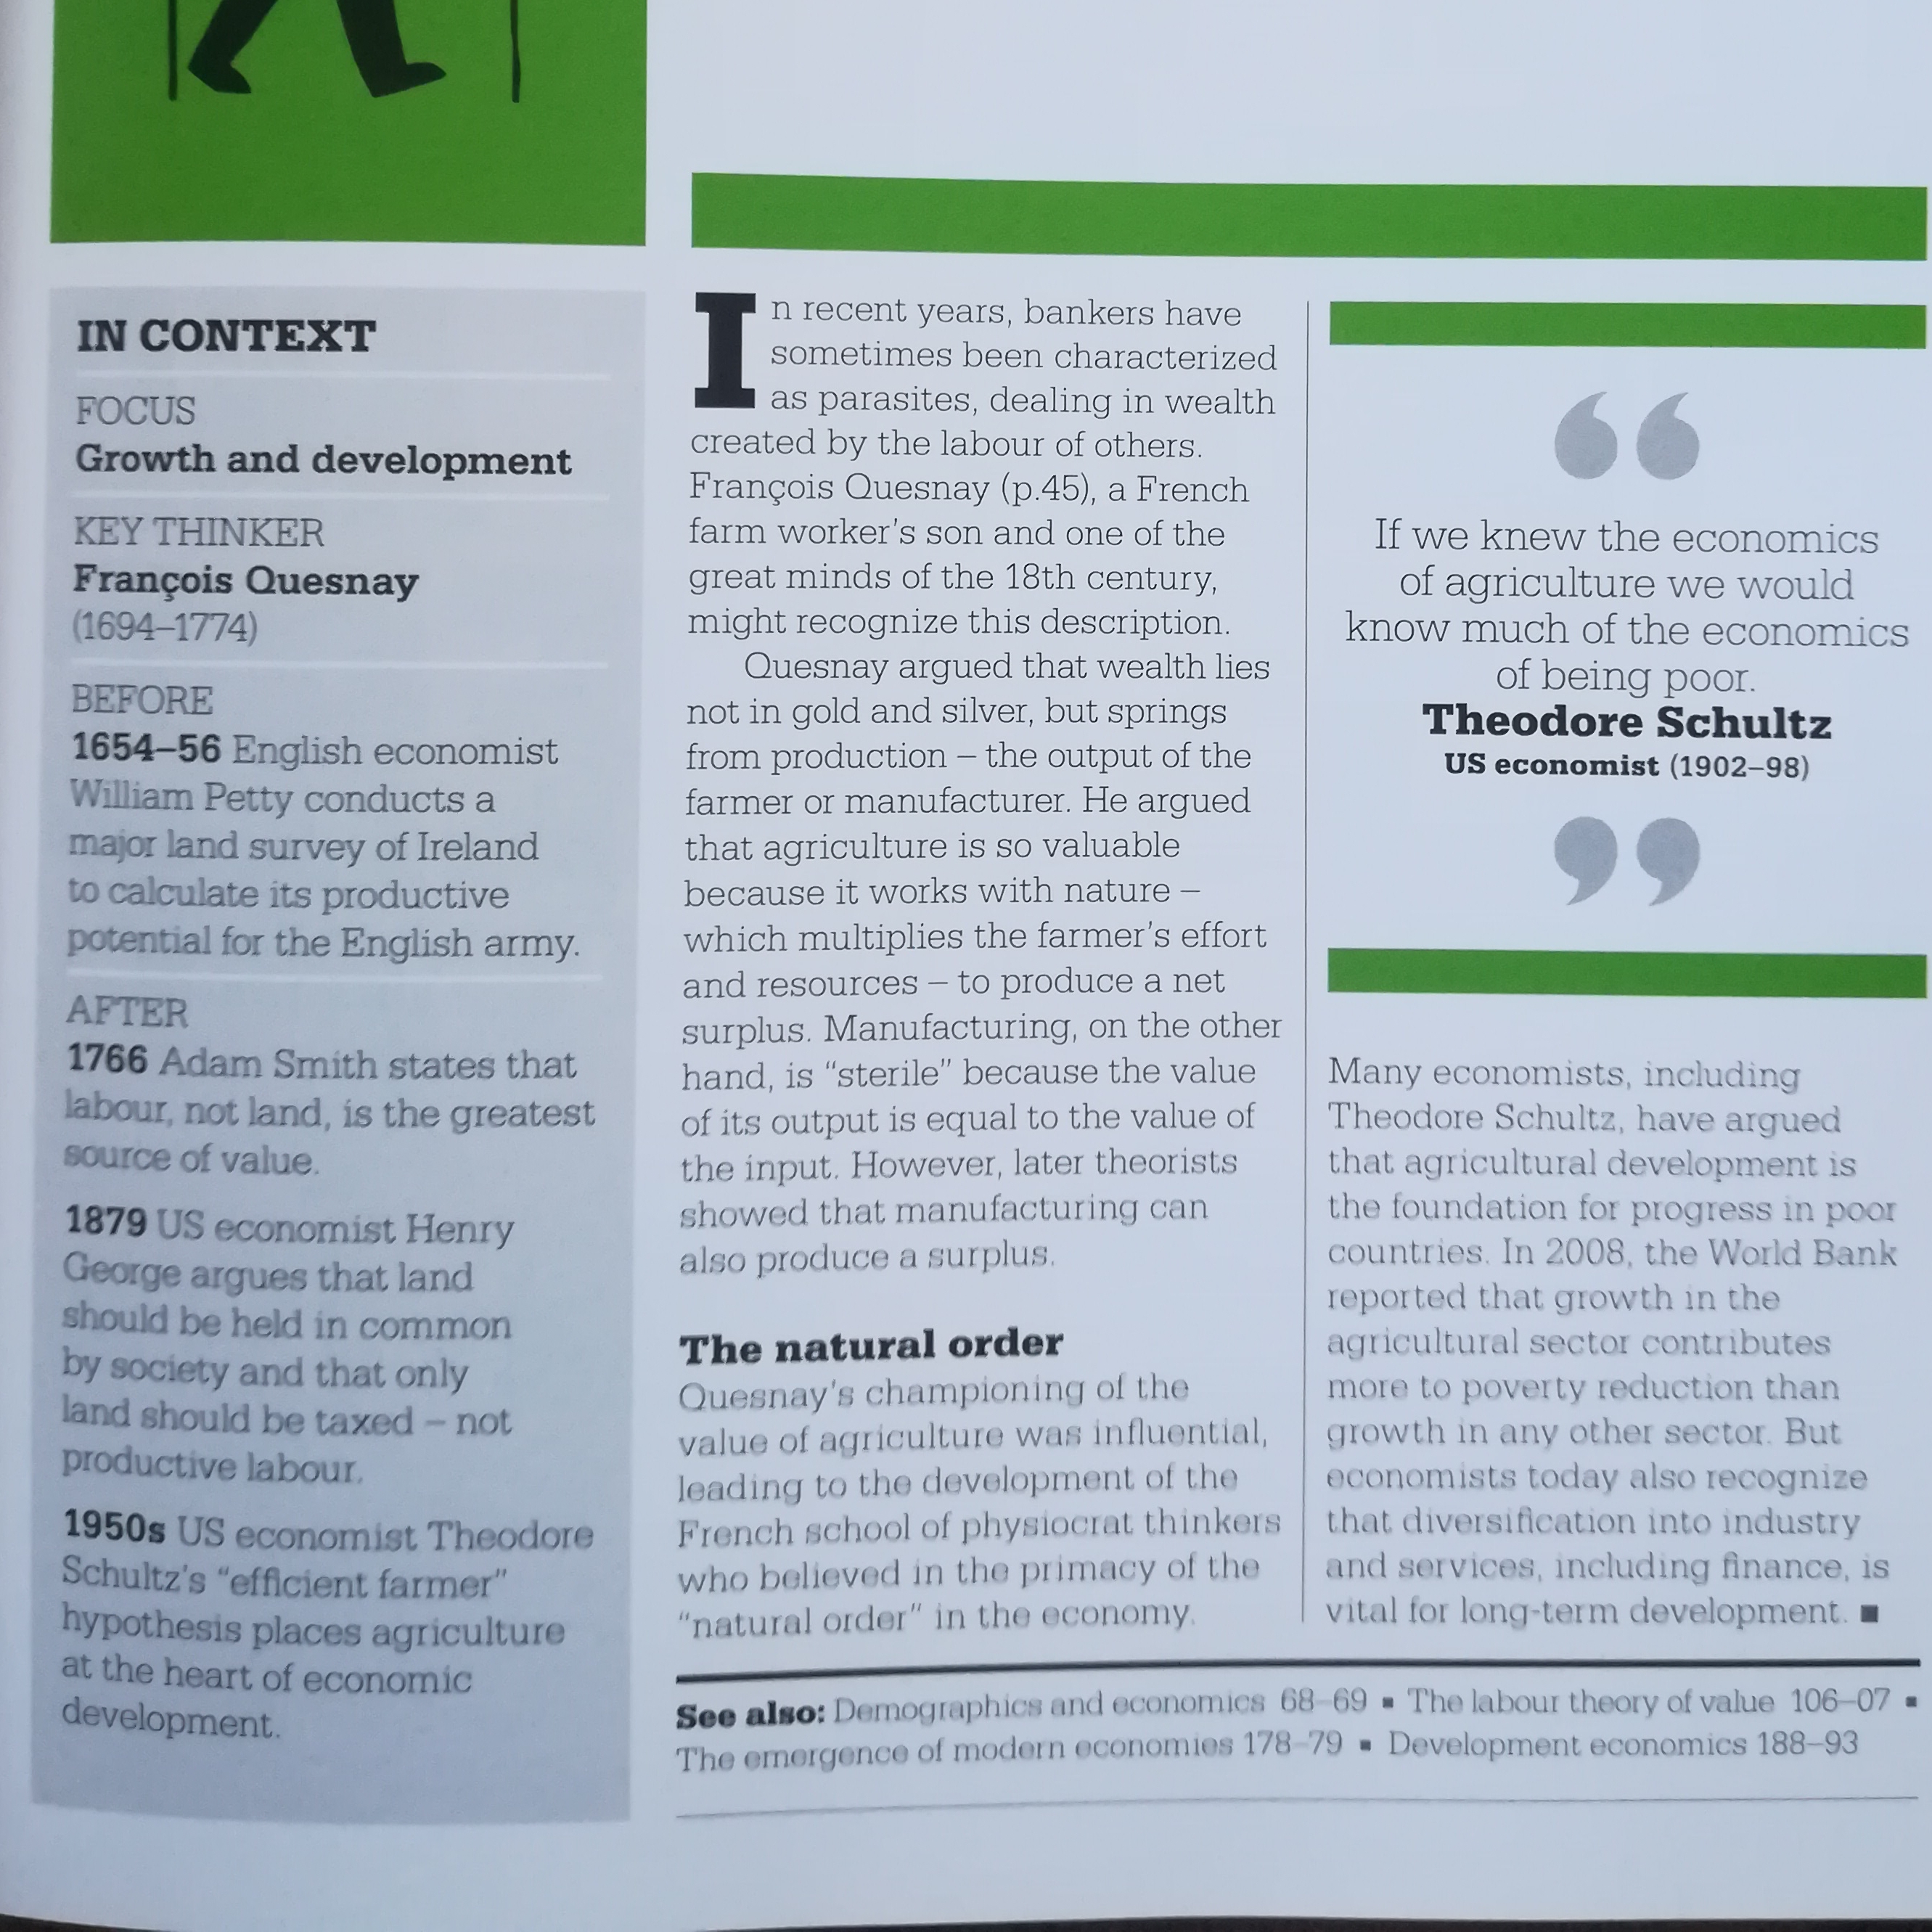 IN CONTEXT
FOCUS
Growth and development
KEY THINKER
François Quesnay
(1694–1774)
BEFORE
1654–56 English economist
William Petty conducts a
major land survey of Ireland
to calculate its productive
potential for the English army.
AFTER
1766 Adam Smith states that
labour, not land, is the greatest
source of value.
1879 US economist Henry
George argues that land
should be held in common
by society and that only
land should be taxed – not
productive labour.
1950s US economist Theodore
Schultz's “efficient farmer”
hypothesis places agriculture
at the heart of economic
development.
In recent years, bankers have
sometimes been characterized
as parasites, dealing in wealth
created by the labour of others.
François Quesnay (p.45), a French
farm worker's son and one of the
great minds of the 18th century,
might recognize this description.
Quesnay argued that wealth lies
not in gold and silver, but springs
from production – the output of the
farmer or manufacturer. He argued
that agriculture is so valuable
because it works with nature –
which multiplies the farmer's effort
and resources – to produce a net
surplus. Manufacturing, on the other
hand, is “sterile” because the value
of its output is equal to the value of
the input. However, later theorists
showed that manufacturing can
also produce a surplus.
The natural order
Quesnay's championing of the
value of agriculture was influential,
leading to the development of the
French school of physiocrat thinkers
who believed in the primacy of the
“natural order” in the economy.
“
If we knew the economics
of agriculture we would
know much of the economics
of being poor.
Theodore Schultz
US economist (1902–98)
”
Many economists, including
Theodore Schultz, have argued
that agricultural development is
the foundation for progress in poor
countries. In 2008, the World Bank
reported that growth in the
agricultural sector contributes
more to poverty reduction than
growth in any other sector. But
economists today also recognize
that diversification into industry
and services, including finance, is
vital for long-term development. ■
See also: Demographics and economics 68–69 ■ The labour theory of value 106–07 ■
The emergence of modern economies 178–79 ■ Development economics 188–93